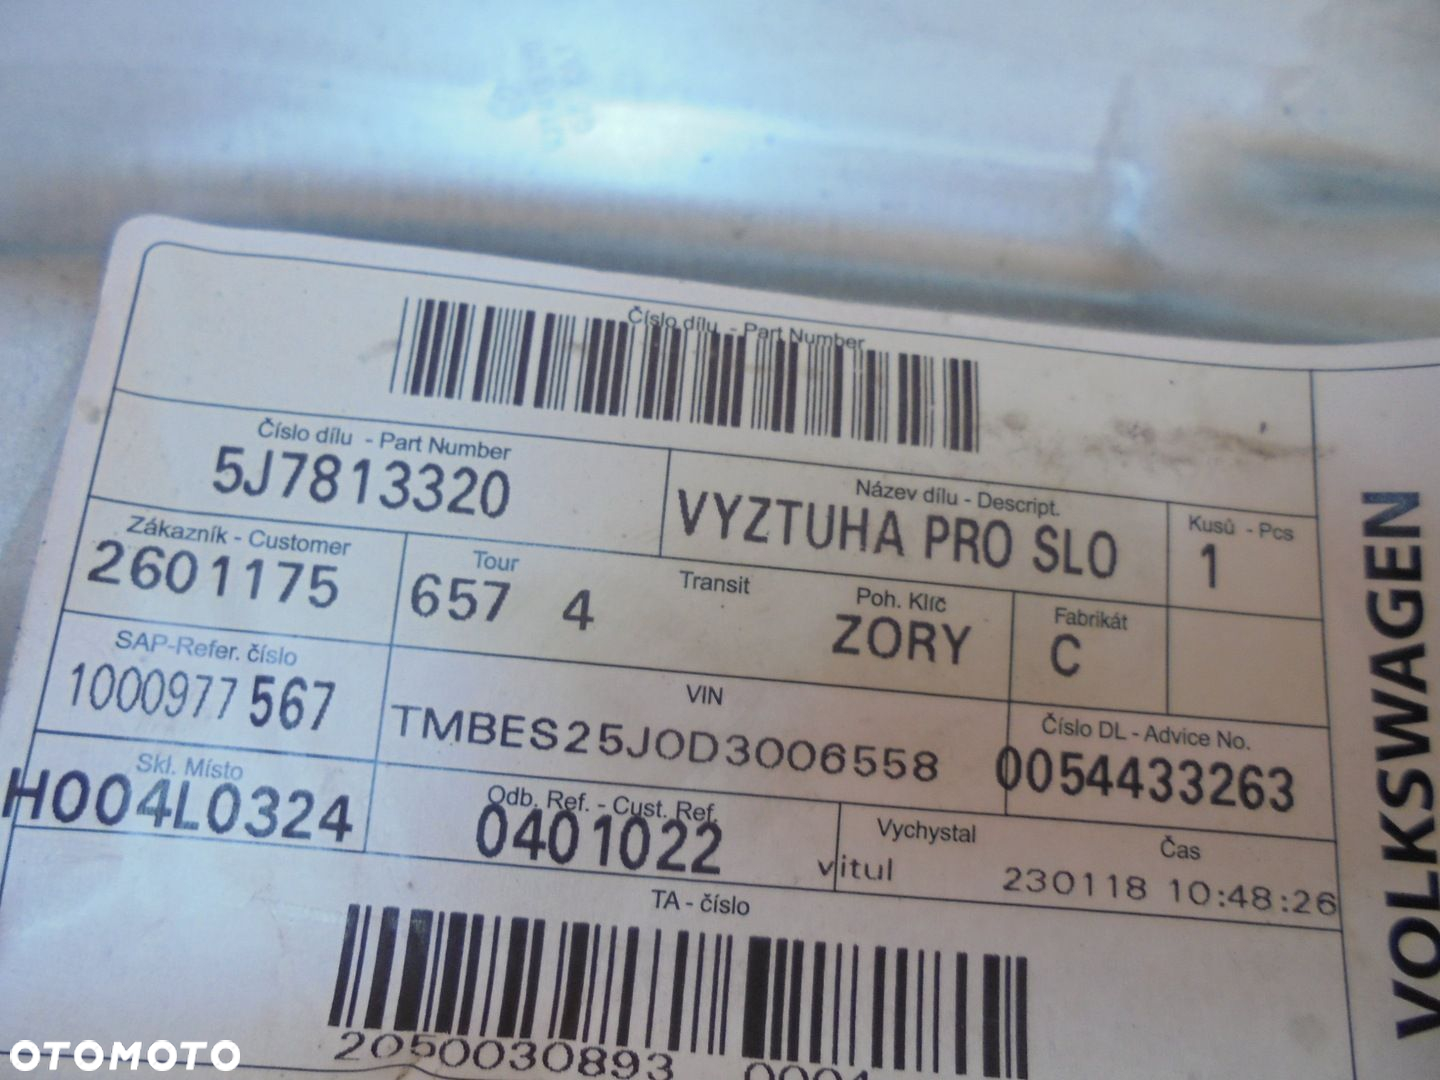 Číslo dílu - Part Number
Číslo dílu - Part Number
5J7813320
Název dílu - Descript.
VYZTUHA PRO SLO
Kusů - Pcs
1
Zákazník - Customer
2601175
Tour
657 4
Transit
Poh. Klíč
ZORY
Fabrikát
C
SAP-Refer. číslo
1000977567
VIN
TMBES25J0D3006558
Číslo DL - Advice No.
0054433263
Skl. Místo
H004L0324
Odb. Ref. - Cust. Ref.
0401022
Vychystal
vitul
Čas
230118 10:48:26
TA - číslo
2050030893 0004
VOLKSWAGEN
OTOMOTO